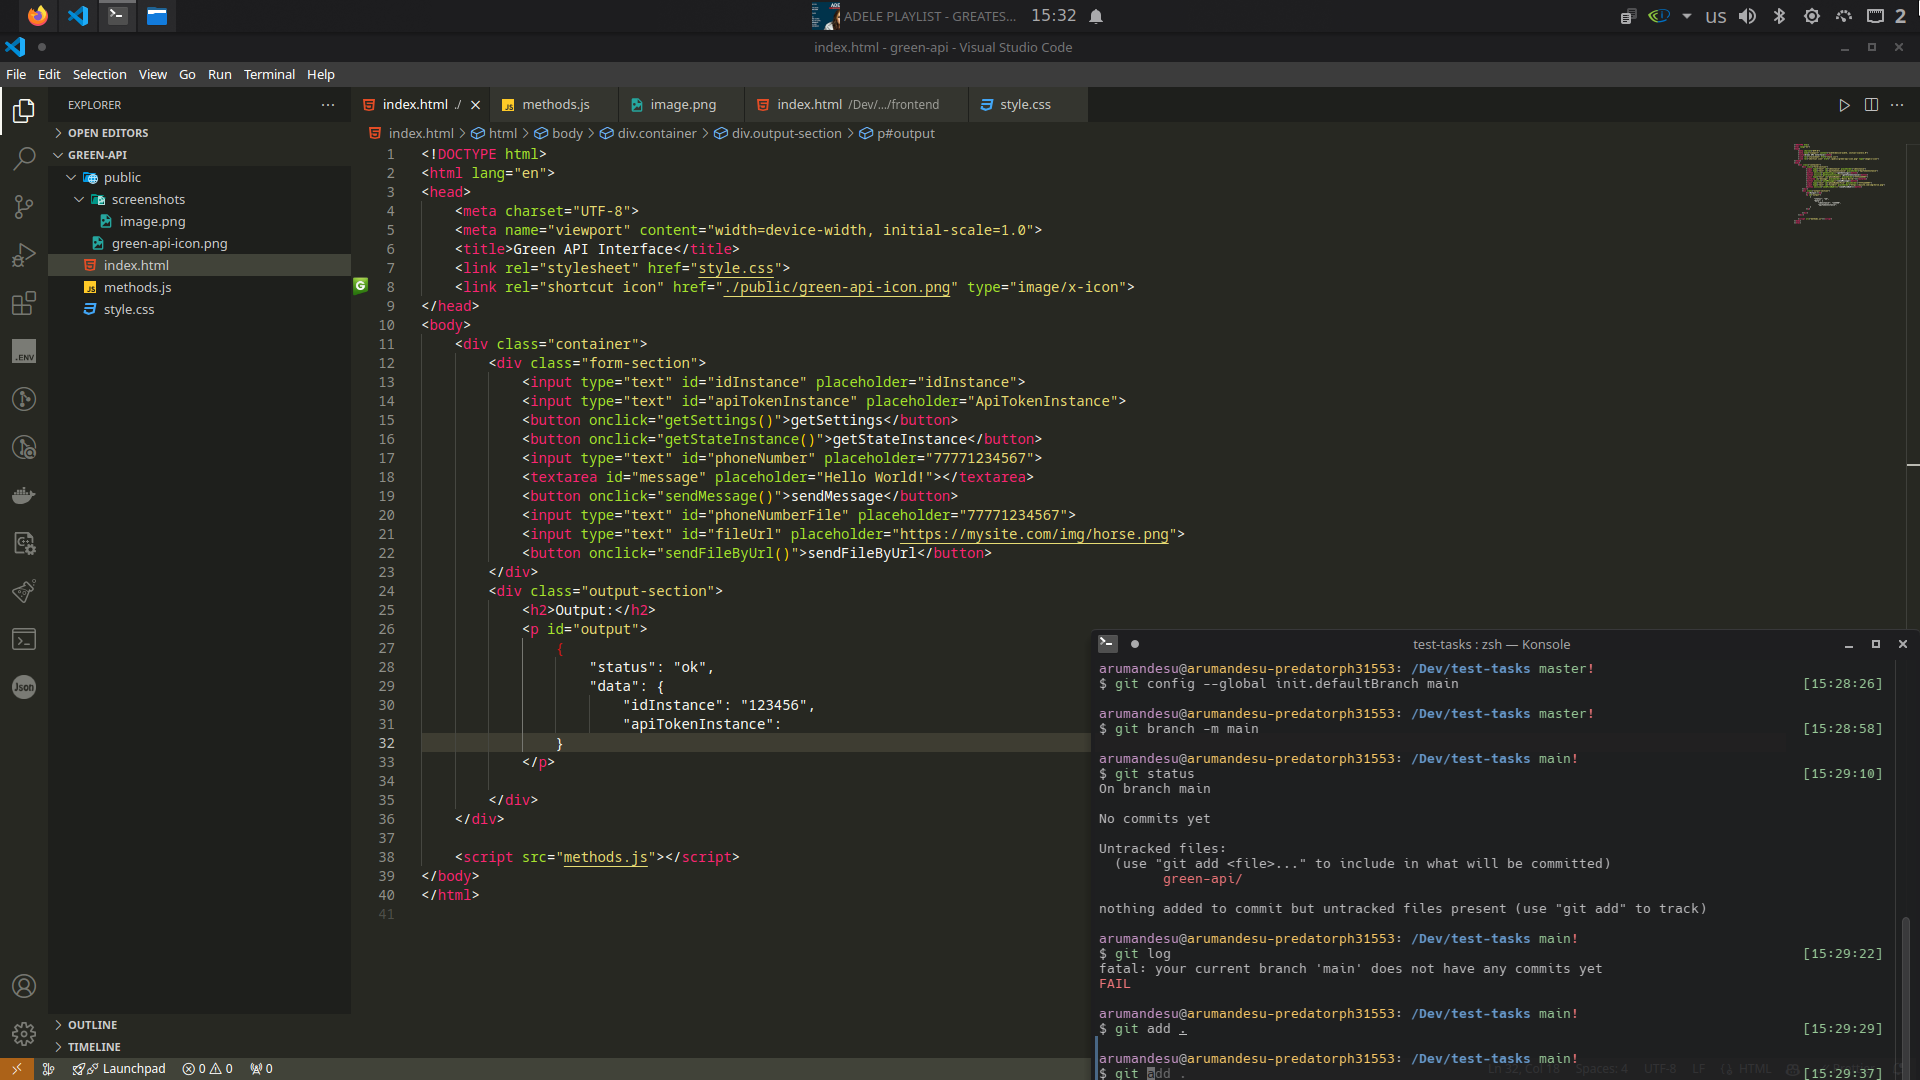 ADELE PLAYLIST - GREATES...
15:32
us
2
index.html - green-api - Visual Studio Code
File Edit Selection View Go Run Terminal Help
EXPLORER
OPEN EDITORS
GREEN-API
public
screenshots
image.png
green-api-icon.png
index.html
methods.js
style.css
OUTLINE
TIMELINE
.ENV
Json
index.html ./
methods.js
image.png
index.html /Dev/.../frontend
style.css
index.html > html > body > div.container > div.output-section > p#output
1 <!DOCTYPE html>
2 <html lang="en">
3 <head>
4     <meta charset="UTF-8">
5     <meta name="viewport" content="width=device-width, initial-scale=1.0">
6     <title>Green API Interface</title>
7     <link rel="stylesheet" href="style.css">
8     <link rel="shortcut icon" href="./public/green-api-icon.png" type="image/x-icon">
9 </head>
10 <body>
11     <div class="container">
12         <div class="form-section">
13             <input type="text" id="idInstance" placeholder="idInstance">
14             <input type="text" id="apiTokenInstance" placeholder="ApiTokenInstance">
15             <button onclick="getSettings()">getSettings</button>
16             <button onclick="getStateInstance()">getStateInstance</button>
17             <input type="text" id="phoneNumber" placeholder="77771234567">
18             <textarea id="message" placeholder="Hello World!"></textarea>
19             <button onclick="sendMessage()">sendMessage</button>
20             <input type="text" id="phoneNumberFile" placeholder="77771234567">
21             <input type="text" id="fileUrl" placeholder="https://mysite.com/img/horse.png">
22             <button onclick="sendFileByUrl()">sendFileByUrl</button>
23         </div>
24         <div class="output-section">
25             <h2>Output:</h2>
26             <p id="output">
27                 {
28                     "status": "ok",
29                     "data": {
30                         "idInstance": "123456",
31                         "apiTokenInstance":
32                 }
33             </p>
34
35         </div>
36     </div>
37
38     <script src="methods.js"></script>
39 </body>
40 </html>
41
test-tasks : zsh — Konsole
arumandesu@arumandesu-predatorph31553: /Dev/test-tasks master!
$ git config --global init.defaultBranch main [15:28:26]
arumandesu@arumandesu-predatorph31553: /Dev/test-tasks master!
$ git branch -m main [15:28:58]
arumandesu@arumandesu-predatorph31553: /Dev/test-tasks main!
$ git status [15:29:10]
On branch main
No commits yet
Untracked files:
(use "git add <file>..." to include in what will be committed)
green-api/
nothing added to commit but untracked files present (use "git add" to track)
arumandesu@arumandesu-predatorph31553: /Dev/test-tasks main!
$ git log [15:29:22]
fatal: your current branch 'main' does not have any commits yet
FAIL
arumandesu@arumandesu-predatorph31553: /Dev/test-tasks main!
$ git add . [15:29:29]
arumandesu@arumandesu-predatorph31553: /Dev/test-tasks main!
$ git add . [15:29:37]
Launchpad 0 0 0
Ln 32, Col 18 Spaces: 4 UTF-8 LF HTML